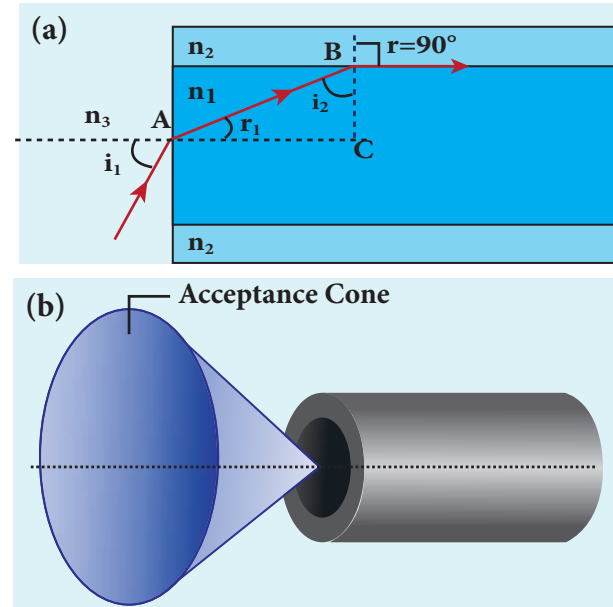 (a)
n₂
B
r=90°
n₁
i₂
n₃
A
r₁
i₁
C
n₂
(b)
Acceptance Cone